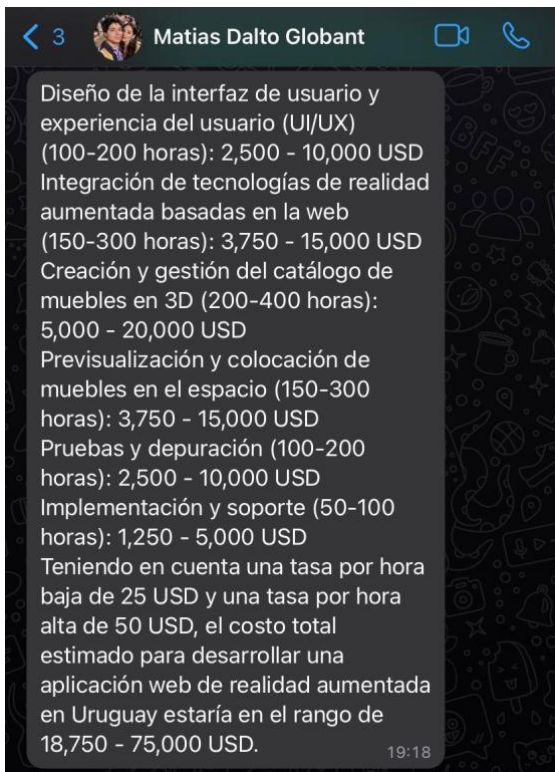 3
Matias Dalto Globant
Diseño de la interfaz de usuario y
experiencia del usuario (UI/UX)
(100-200 horas): 2,500 - 10,000 USD
Integración de tecnologías de realidad
aumentada basadas en la web
(150-300 horas): 3,750 - 15,000 USD
Creación y gestión del catálogo de
muebles en 3D (200-400 horas):
5,000 - 20,000 USD
Previsualización y colocación de
muebles en el espacio (150-300
horas): 3,750 - 15,000 USD
Pruebas y depuración (100-200
horas): 2,500 - 10,000 USD
Implementación y soporte (50-100
horas): 1,250 - 5,000 USD
Teniendo en cuenta una tasa por hora
baja de 25 USD y una tasa por hora
alta de 50 USD, el costo total
estimado para desarrollar una
aplicación web de realidad aumentada
en Uruguay estaría en el rango de
18,750 - 75,000 USD.
19:18
BFF